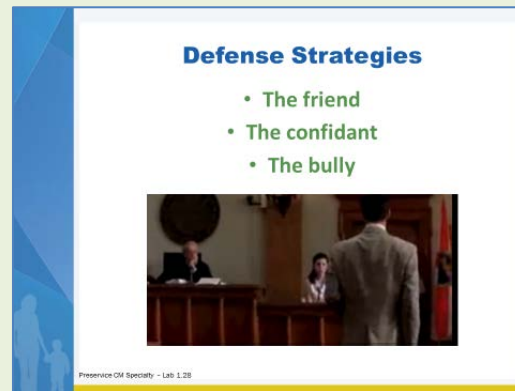 Defense Strategies
• The friend
• The confidant
• The bully
Preservice CM Specialty – Lab 1.28